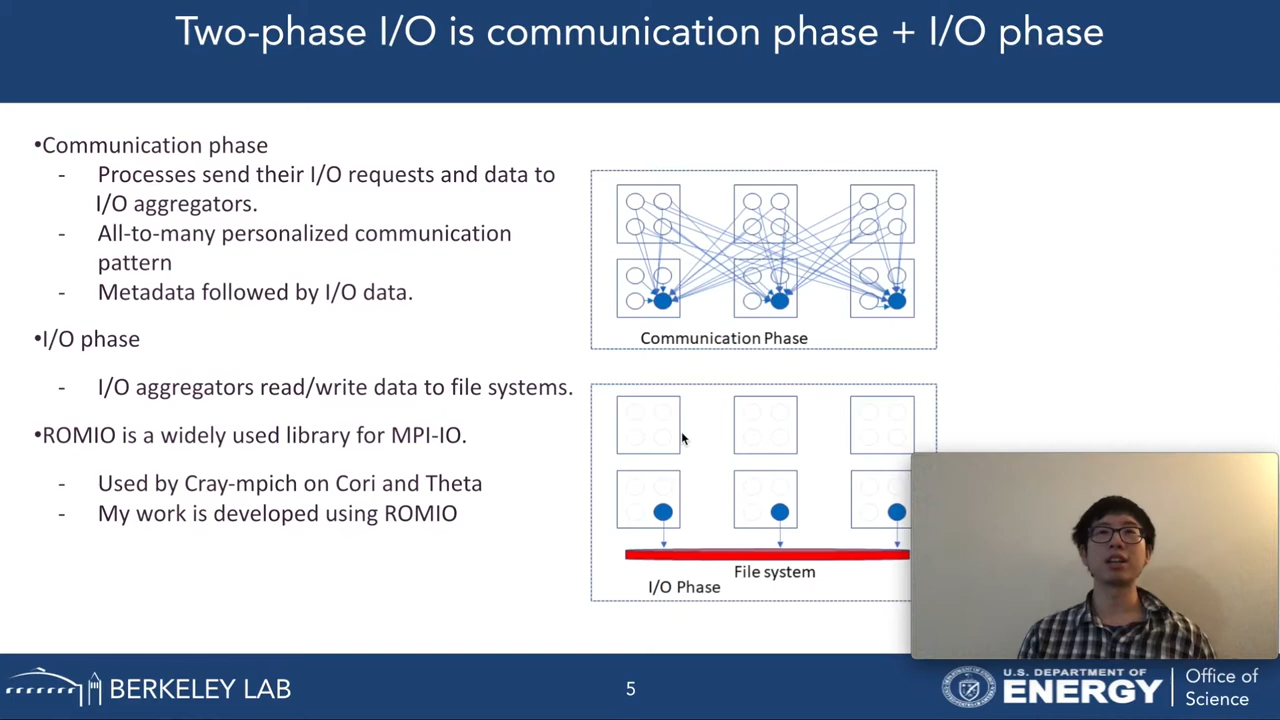 Two-phase I/O is communication phase + I/O phase
•Communication phase
- Processes send their I/O requests and data to
I/O aggregators.
- All-to-many personalized communication
pattern
- Metadata followed by I/O data.
•I/O phase
- I/O aggregators read/write data to file systems.
•ROMIO is a widely used library for MPI-IO.
- Used by Cray-mpich on Cori and Theta
- My work is developed using ROMIO
Communication Phase
File system
I/O Phase
BERKELEY LAB
5
U.S. DEPARTMENT OF
ENERGY
Office of
Science